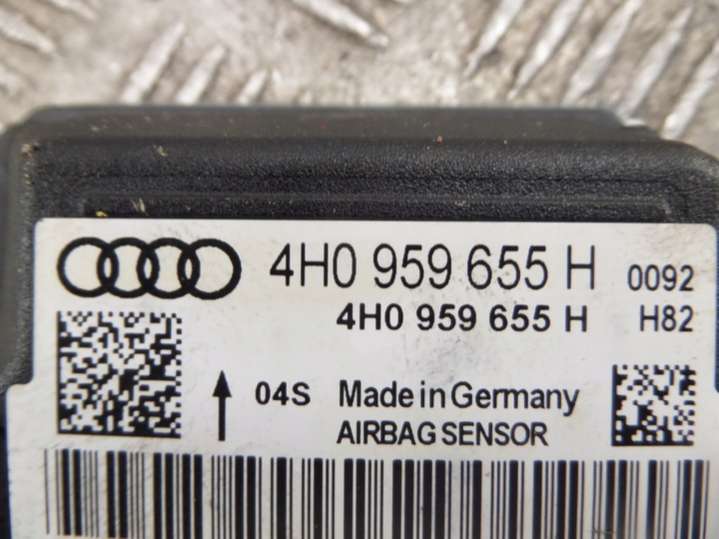 4H0 959 655 H 0092
4H0 959 655 H H82
04S Made in Germany
AIRBAG SENSOR